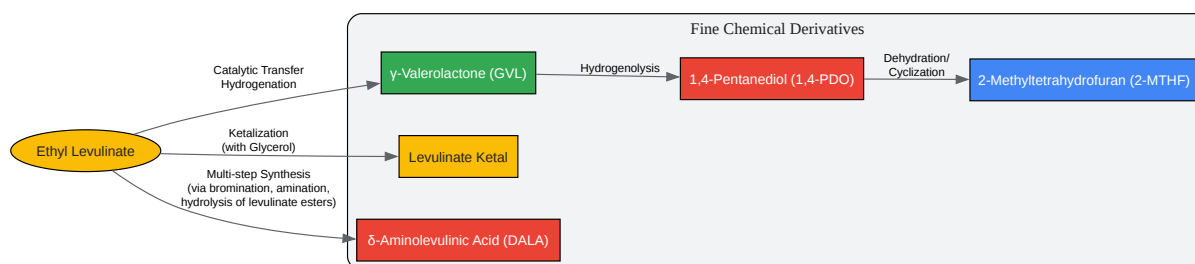 Fine Chemical Derivatives
Catalytic Transfer
Hydrogenation
γ-Valerolactone (GVL)
Hydrogenolysis
1,4-Pentanediol (1,4-PDO)
Dehydration/
Cyclization
2-Methyltetrahydrofuran (2-MTHF)
Ethyl Levulinate
Ketalization
(with Glycerol)
Levulinate Ketal
Multi-step Synthesis
(via bromination, amination,
hydrolysis of levulinate esters)
δ-Aminolevulinic Acid (DALA)